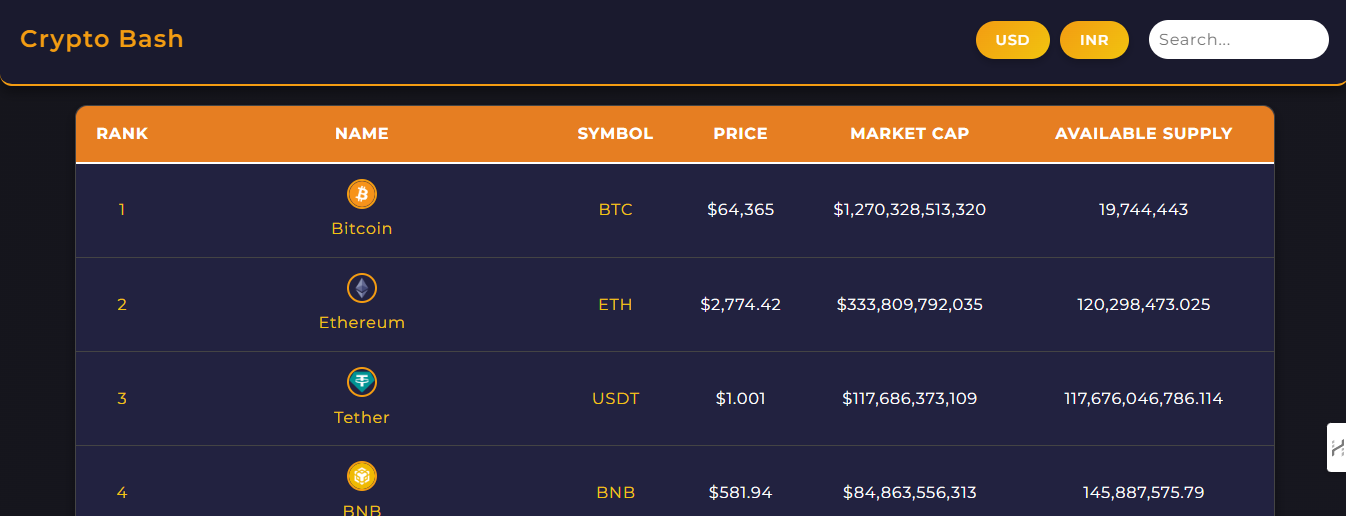 Crypto Bash USD INR Search...
RANK NAME SYMBOL PRICE MARKET CAP AVAILABLE SUPPLY
1 Bitcoin BTC $64,365 $1,270,328,513,320 19,744,443
2 Ethereum ETH $2,774.42 $333,809,792,035 120,298,473.025
3 Tether USDT $1.001 $117,686,373,109 117,676,046,786.114
4 BNB BNB $581.94 $84,863,556,313 145,887,575.79